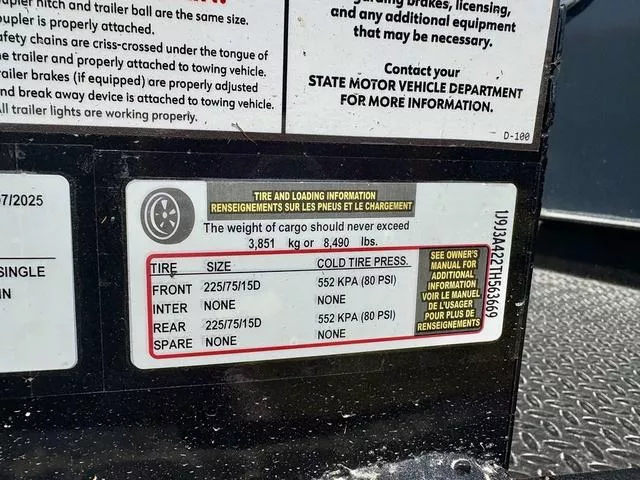 hitch and trailer ball are the same size.
is properly attached.
chains are criss-crossed under the tongue of
trailer and properly attached to towing vehicle.
brakes (if equipped) are properly adjusted
break away device is attached to towing vehicle.
All trailer lights are working properly.
brakes, licensing,
and any additional equipment
that may be necessary.
Contact your
STATE MOTOR VEHICLE DEPARTMENT
FOR MORE INFORMATION.
D-100
7/2025
SINGLE
IN
TIRE AND LOADING INFORMATION
RENSEIGNEMENTS SUR LES PNEUS ET LE CHARGEMENT
The weight of cargo should never exceed
3,851 kg or 8,490 lbs.
TIRE SIZE COLD TIRE PRESS.
FRONT 225/75/15D 552 KPA (80 PSI)
INTER NONE NONE
REAR 225/75/15D 552 KPA (80 PSI)
SPARE NONE NONE
SEE OWNER'S
MANUAL FOR
ADDITIONAL
INFORMATION
VOIR LE MANUEL
DE L'USAGER
POUR PLUS DE
RENSEIGNEMENTS